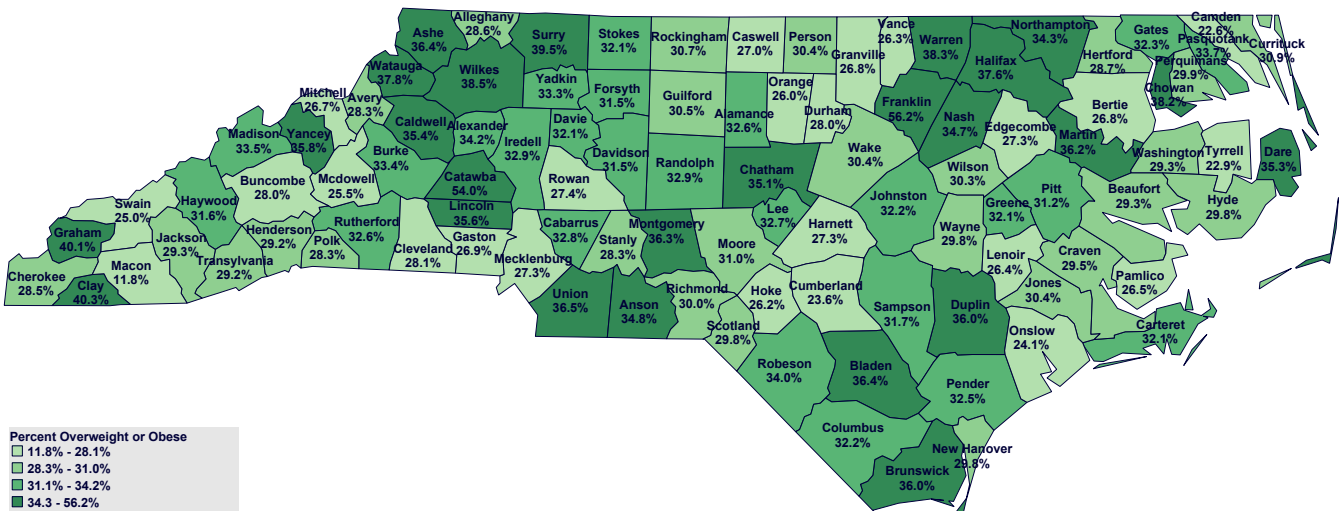 Alleghany
28.6%
Ashe
36.4%
Surry
39.5%
Stokes
32.1%
Rockingham
30.7%
Caswell
27.0%
Person
30.4%
Granville
26.8%
Vance
26.3%
Warren
38.3%
Northampton
34.3%
Halifax
37.6%
Hertford
28.7%
Gates
32.3%
Camden
22.6%
Pasquotank
33.7%
Currituck
30.9%
Perquimans
29.9%
Chowan
38.2%
Bertie
26.8%
Watauga
37.8%
Wilkes
38.5%
Yadkin
33.3%
Forsyth
31.5%
Guilford
30.5%
Alamance
32.6%
Orange
26.0%
Durham
28.0%
Franklin
56.2%
Nash
34.7%
Edgecombe
27.3%
Martin
36.2%
Washington
29.3%
Tyrrell
22.9%
Dare
35.3%
Mitchell
26.7%
Avery
28.3%
Caldwell
35.4%
Alexander
34.2%
Iredell
32.9%
Davie
32.1%
Davidson
31.5%
Randolph
32.9%
Chatham
35.1%
Wake
30.4%
Wilson
30.3%
Pitt
31.2%
Beaufort
29.3%
Hyde
29.8%
Madison
33.5%
Yancey
35.8%
Burke
33.4%
Catawba
54.0%
Rowan
27.4%
Johnston
32.2%
Greene
32.1%
Buncombe
28.0%
Mcdowell
25.5%
Lincoln
35.6%
Swain
25.0%
Haywood
31.6%
Rutherford
32.6%
Cleveland
28.1%
Gaston
26.9%
Mecklenburg
27.3%
Cabarrus
32.8%
Stanly
28.3%
Montgomery
36.3%
Moore
31.0%
Lee
32.7%
Harnett
27.3%
Wayne
29.8%
Lenoir
26.4%
Craven
29.5%
Pamlico
26.5%
Graham
40.1%
Jackson
29.3%
Henderson
29.2%
Polk
28.3%
Transylvania
29.2%
Cherokee
28.5%
Clay
40.3%
Macon
11.8%
Union
36.5%
Anson
34.8%
Richmond
30.0%
Hoke
26.2%
Cumberland
23.6%
Sampson
31.7%
Duplin
36.0%
Jones
30.4%
Onslow
24.1%
Carteret
32.1%
Scotland
29.8%
Robeson
34.0%
Bladen
36.4%
Pender
32.5%
Columbus
32.2%
New Hanover
29.8%
Brunswick
36.0%
Percent Overweight or Obese
11.8% - 28.1%
28.3% - 31.0%
31.1% - 34.2%
34.3 - 56.2%